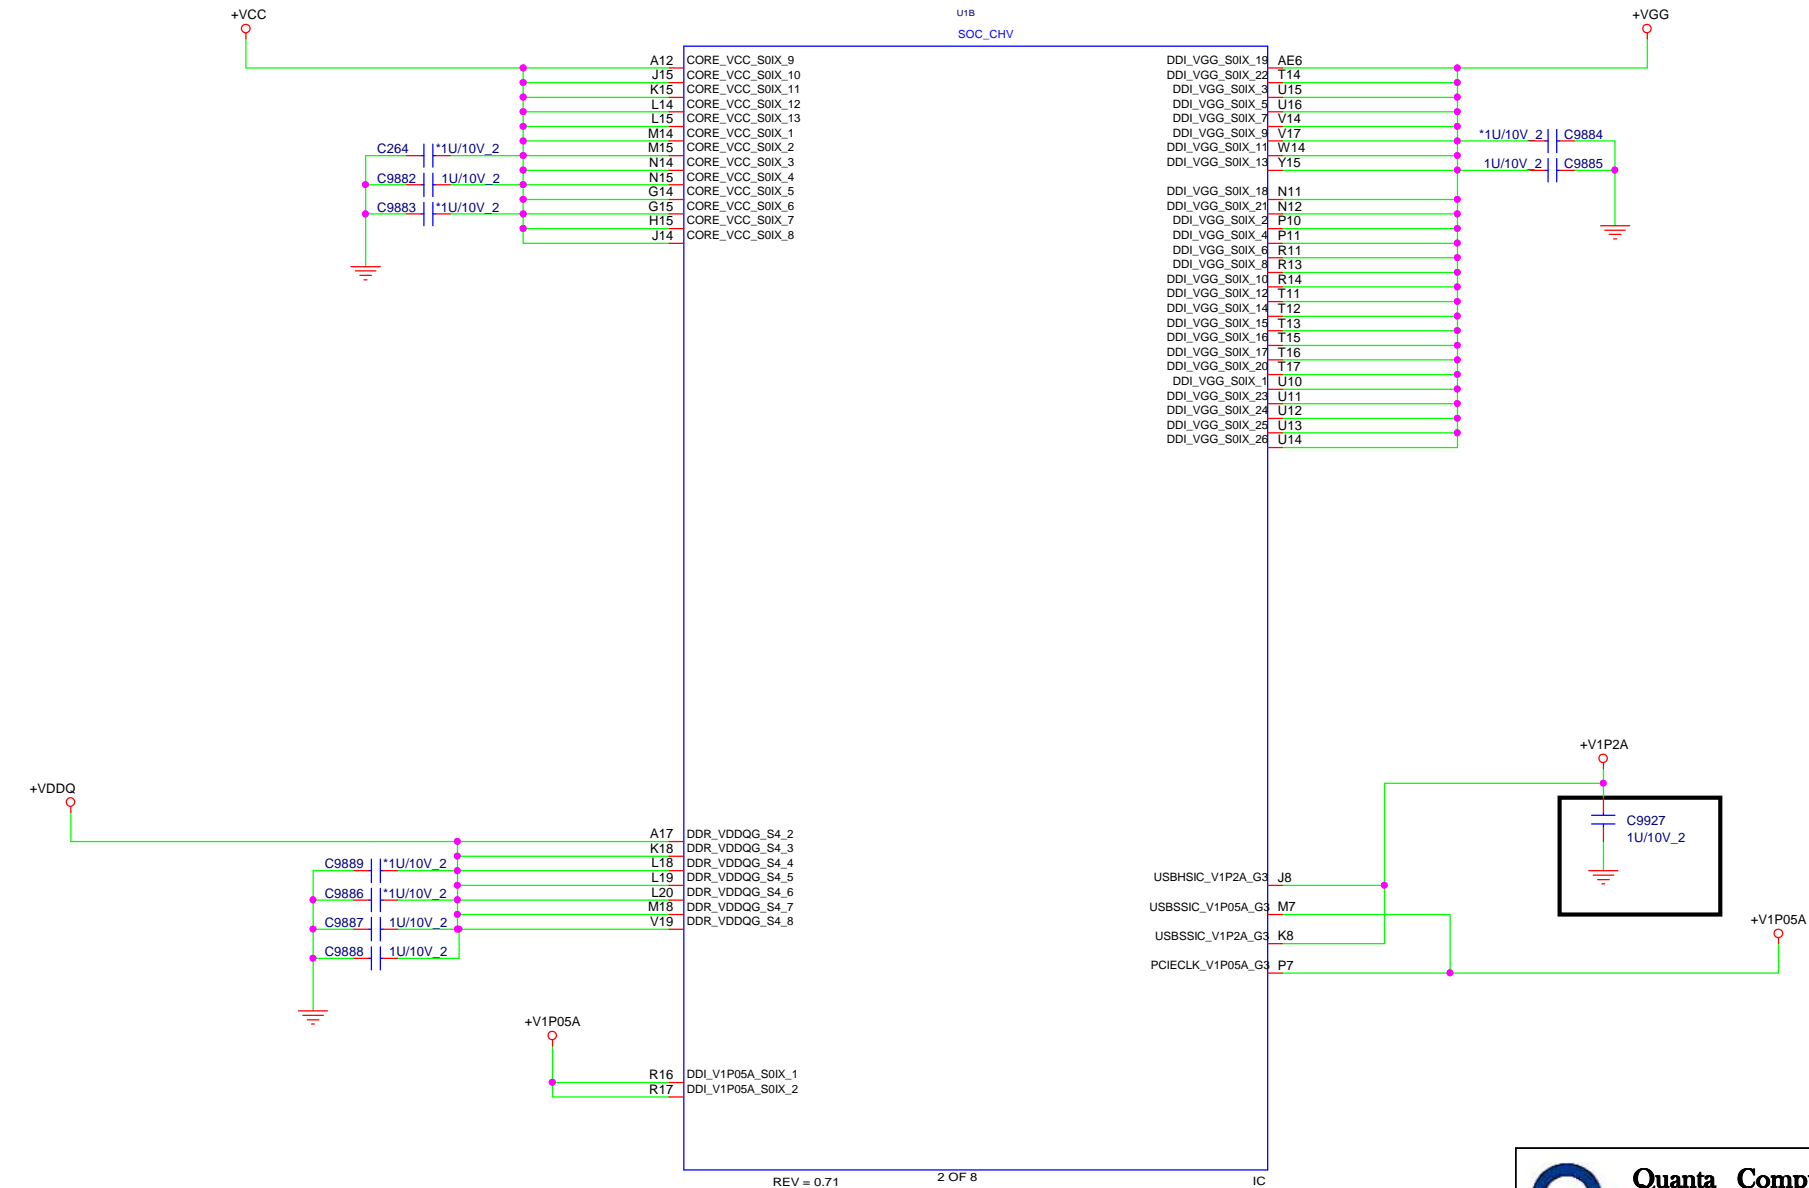 +VCC
U1B
SOC_CHV
+VGG
A12 CORE_VCC_S0IX_9
J15 CORE_VCC_S0IX_10
K15 CORE_VCC_S0IX_11
L14 CORE_VCC_S0IX_12
L15 CORE_VCC_S0IX_13
M14 CORE_VCC_S0IX_1
C264 *1U/10V_2 M15 CORE_VCC_S0IX_2
N14 CORE_VCC_S0IX_3
C9882 1U/10V_2 N15 CORE_VCC_S0IX_4
G14 CORE_VCC_S0IX_5
C9883 *1U/10V_2 G15 CORE_VCC_S0IX_6
H15 CORE_VCC_S0IX_7
J14 CORE_VCC_S0IX_8
DDI_VGG_S0IX_19 AE6
DDI_VGG_S0IX_22 T14
DDI_VGG_S0IX_3 U15
DDI_VGG_S0IX_5 U16
DDI_VGG_S0IX_7 V14
DDI_VGG_S0IX_9 V17 *1U/10V_2 C9884
DDI_VGG_S0IX_11 W14
DDI_VGG_S0IX_13 Y15 1U/10V_2 C9885
DDI_VGG_S0IX_18 N11
DDI_VGG_S0IX_21 N12
DDI_VGG_S0IX_2 P10
DDI_VGG_S0IX_4 P11
DDI_VGG_S0IX_6 R11
DDI_VGG_S0IX_8 R13
DDI_VGG_S0IX_10 R14
DDI_VGG_S0IX_12 T11
DDI_VGG_S0IX_14 T12
DDI_VGG_S0IX_15 T13
DDI_VGG_S0IX_16 T15
DDI_VGG_S0IX_17 T16
DDI_VGG_S0IX_20 T17
DDI_VGG_S0IX_1 U10
DDI_VGG_S0IX_23 U11
DDI_VGG_S0IX_24 U12
DDI_VGG_S0IX_25 U13
DDI_VGG_S0IX_26 U14
+VDDQ
A17 DDR_VDDQG_S4_2
K18 DDR_VDDQG_S4_3
C9889 *1U/10V_2 L18 DDR_VDDQG_S4_4
L19 DDR_VDDQG_S4_5
C9886 *1U/10V_2 L20 DDR_VDDQG_S4_6
M18 DDR_VDDQG_S4_7
C9887 1U/10V_2 V19 DDR_VDDQG_S4_8
C9888 1U/10V_2
+V1P2A
C9927
1U/10V_2
USBHSIC_V1P2A_G3 J8
USBSSIC_V1P05A_G3 M7
USBSSIC_V1P2A_G3 K8
PCIECLK_V1P05A_G3 P7
+V1P05A
+V1P05A
R16 DDI_V1P05A_S0IX_1
R17 DDI_V1P05A_S0IX_2
REV = 0.71
2 OF 8
IC
Quanta